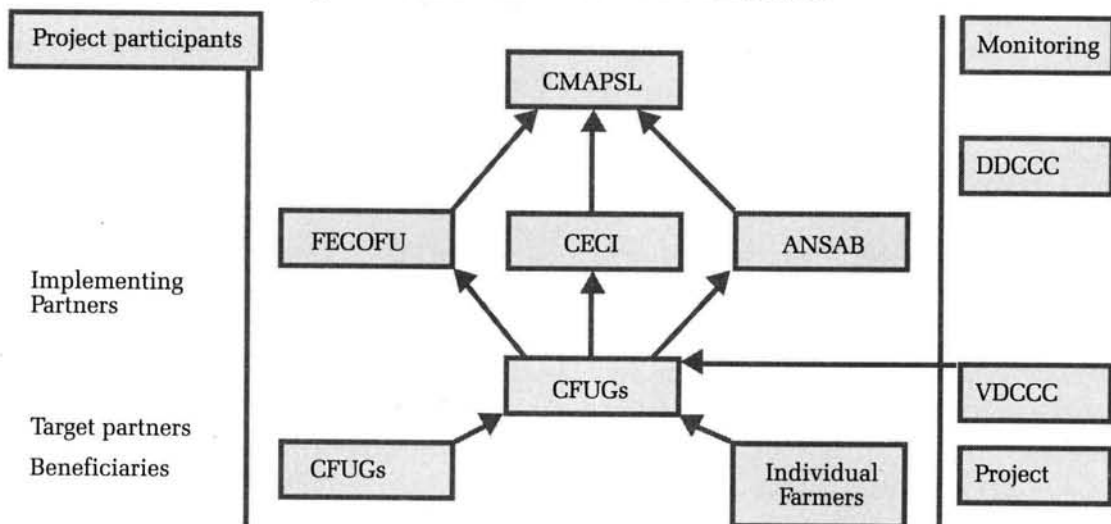 Project participants
Monitoring
CMAPSL
DDCCC
FECOFU
CECI
ANSAB
Implementing
Partners
CFUGs
VDCCC
Target partners
Beneficiaries
CFUGs
Individual
Farmers
Project